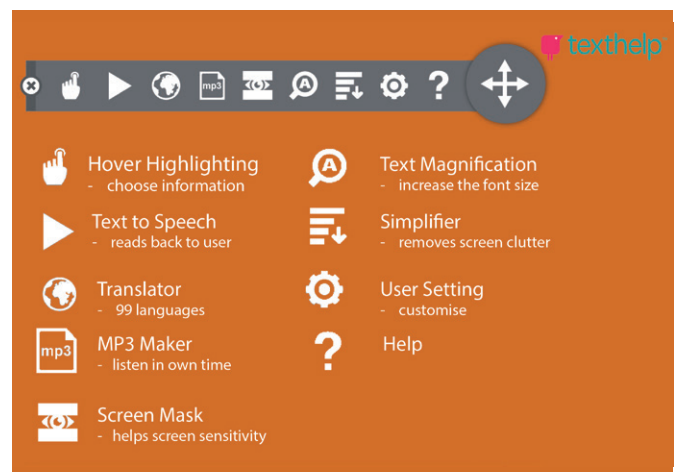 texthelp
mp3
A
Hover Highlighting
- choose information
Text to Speech
- reads back to user
Translator
- 99 languages
mp3
MP3 Maker
- listen in own time
Screen Mask
- helps screen sensitivity
A
Text Magnification
- increase the font size
Simplifier
- removes screen clutter
User Setting
- customise
?
Help